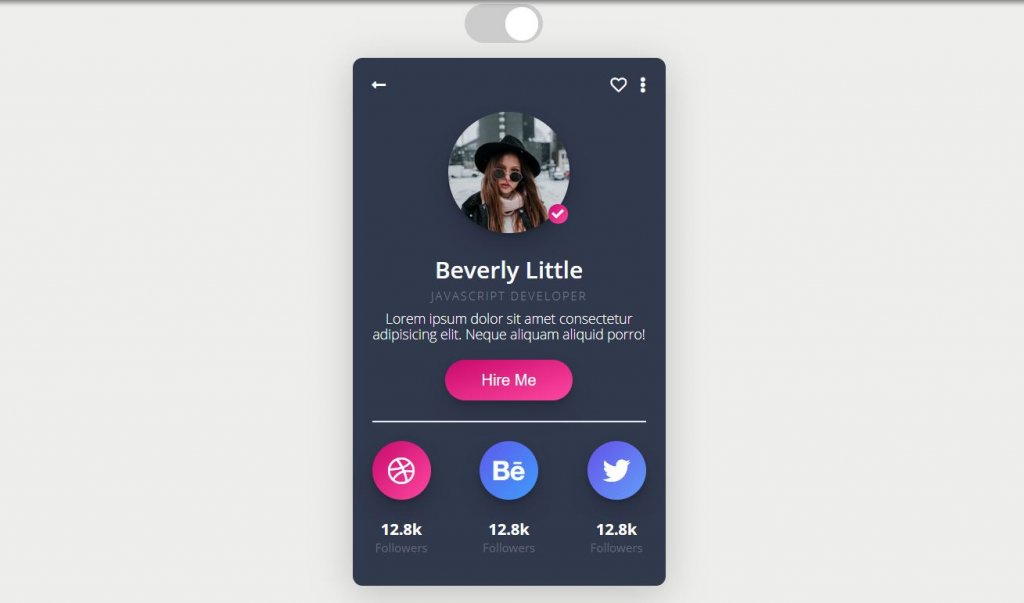 Beverly Little
JAVASCRIPT DEVELOPER
Lorem ipsum dolor sit amet consectetur
adipisicing elit. Neque aliquam aliquid porro!
Hire Me
Bē
12.8k 12.8k 12.8k
Followers Followers Followers